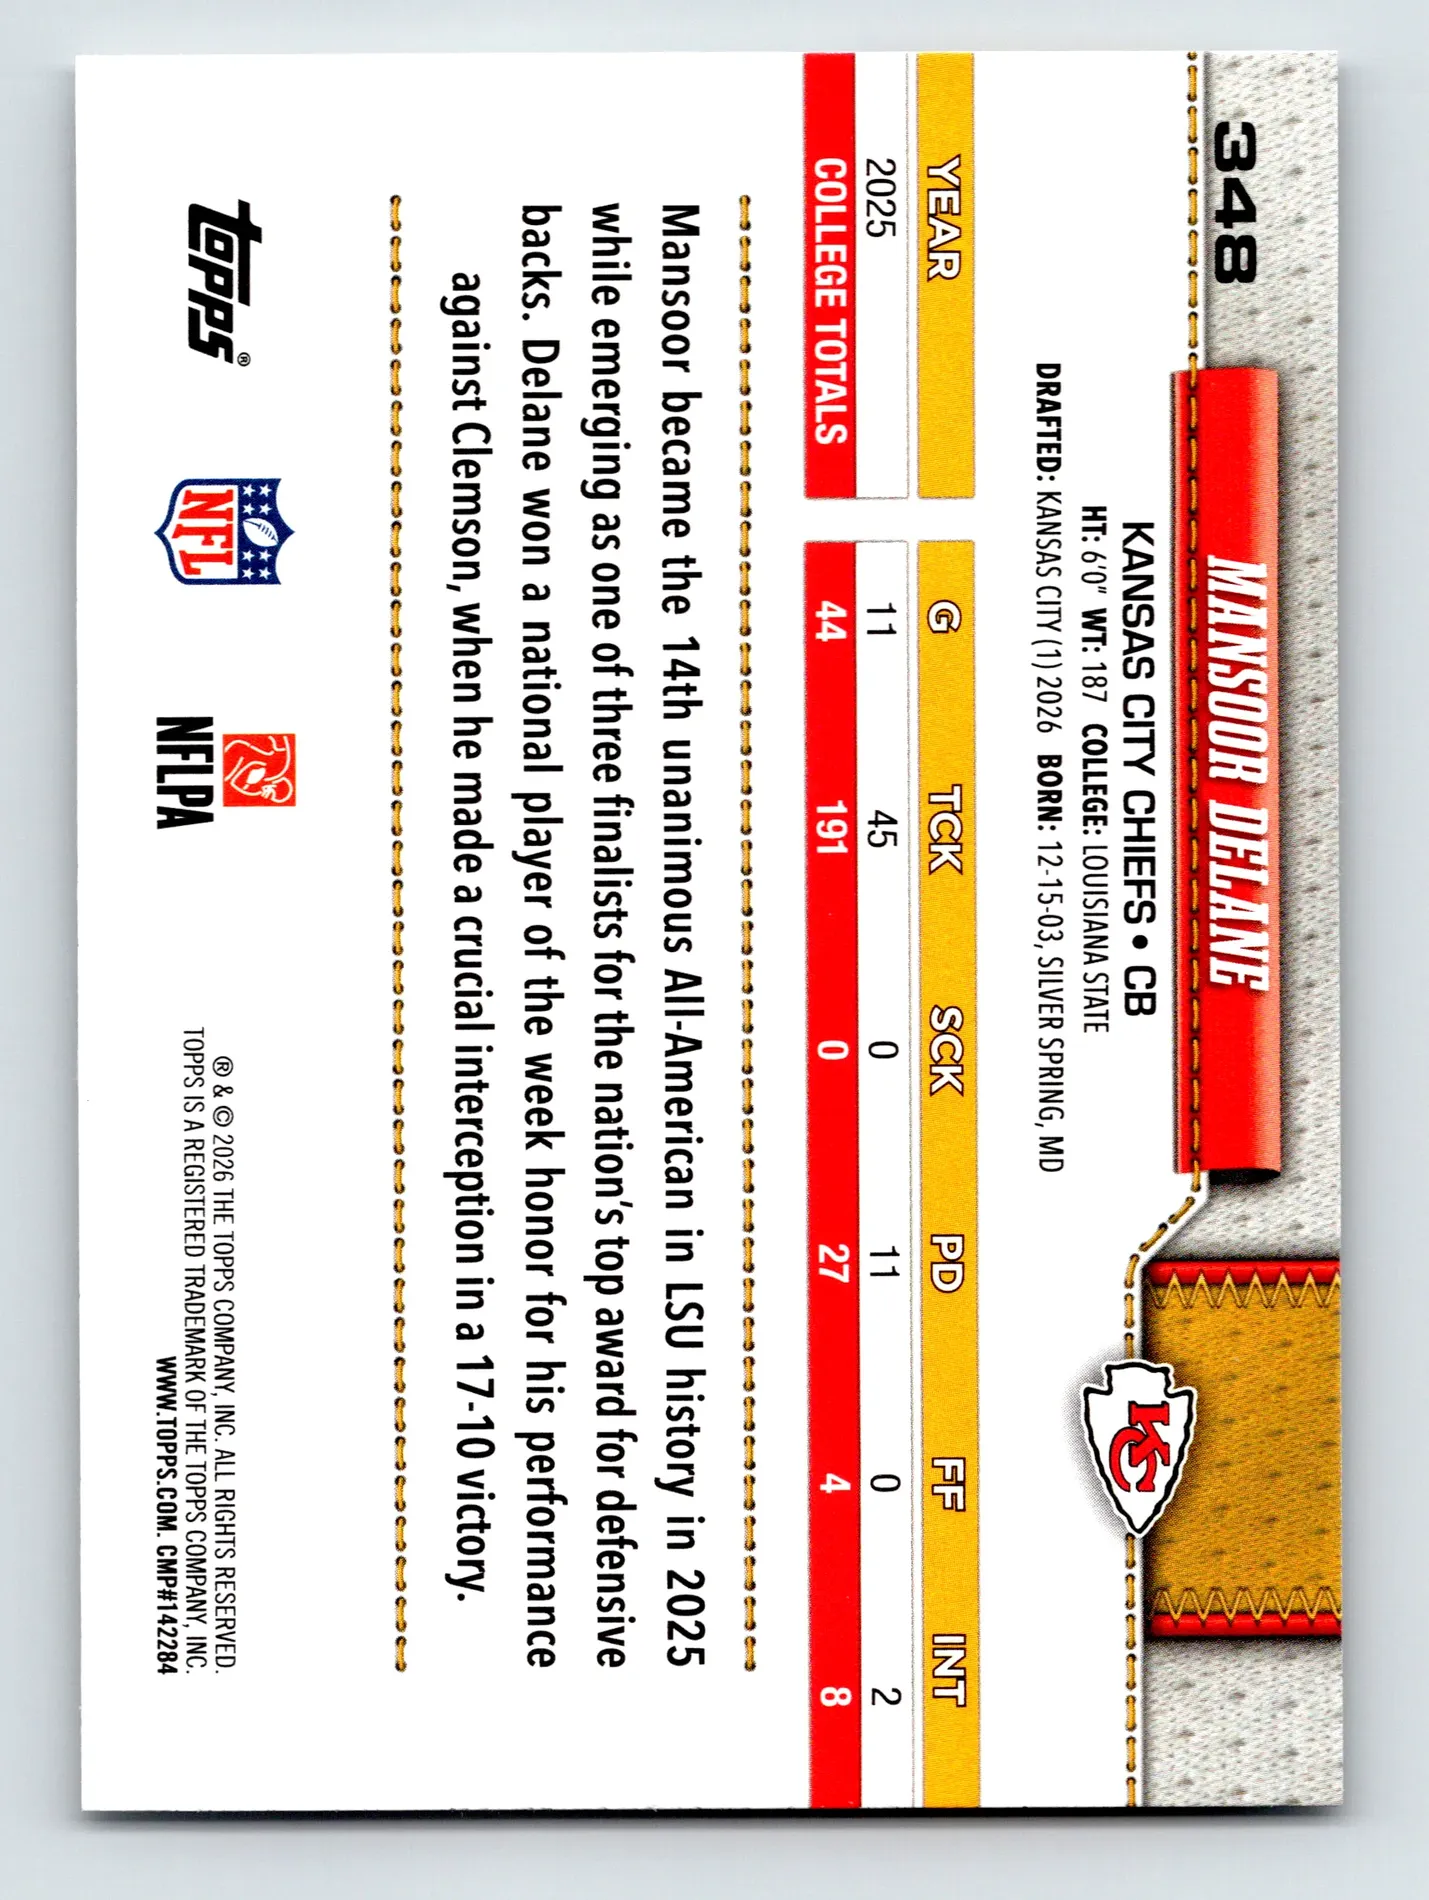 348
MANSOOR DELANE
KANSAS CITY CHIEFS • CB
HT: 6'0" WT: 187 COLLEGE: LOUISIANA STATE
DRAFTED: KANSAS CITY (1) 2026 BORN: 12-15-03, SILVER SPRING, MD
KC
YEAR G TCK SCK PD FF INT
2025 11 45 0 11 0 2
COLLEGE TOTALS 44 191 0 27 4 8
Mansoor became the 14th unanimous All-American in LSU history in 2025
while emerging as one of three finalists for the nation's top award for defensive
backs. Delane won a national player of the week honor for his performance
against Clemson, when he made a crucial interception in a 17-10 victory.
topps®
NFL
NFLPA
® & © 2026 THE TOPPS COMPANY, INC. ALL RIGHTS RESERVED.
TOPPS IS A REGISTERED TRADEMARK OF THE TOPPS COMPANY, INC.
WWW.TOPPS.COM. CMP#142284